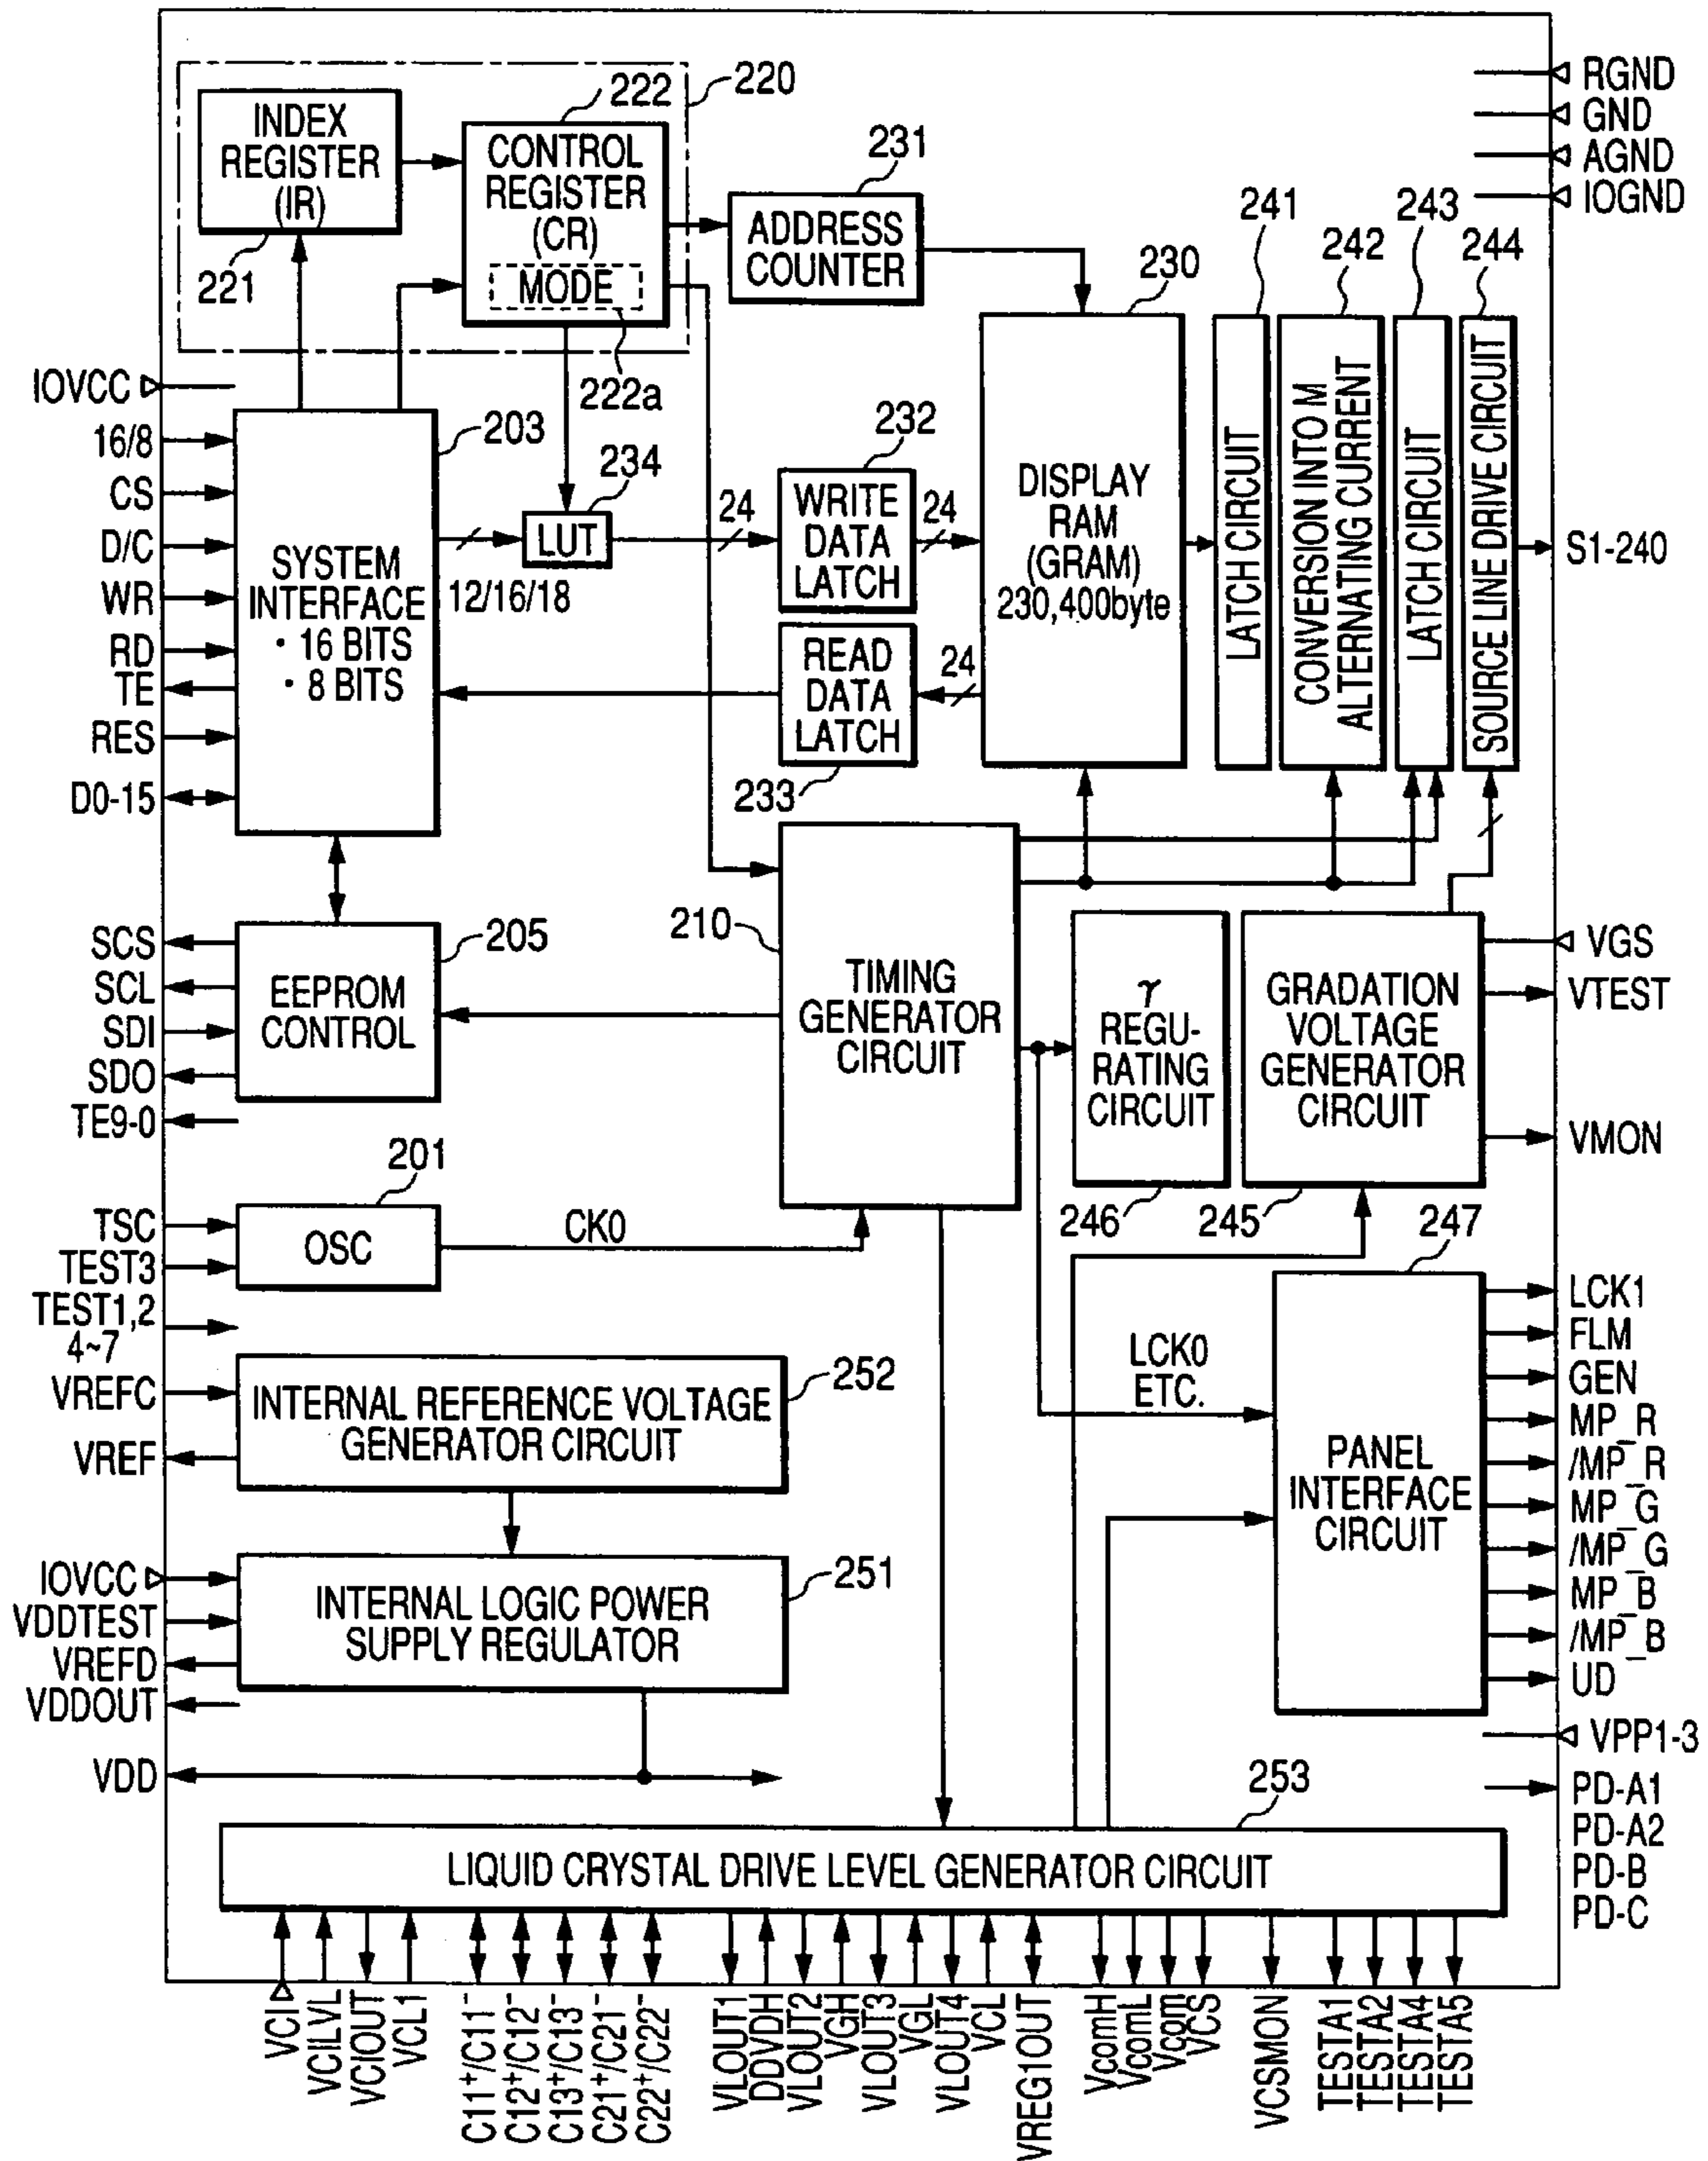 220
222
INDEX
REGISTER
(IR)
221
CONTROL
REGISTER
(CR)
MODE
222a
231
ADDRESS
COUNTER
RGND
GND
AGND
IOGND
230
DISPLAY
RAM
(GRAM)
230,400byte
241
LATCH CIRCUIT
242
CONVERSION INTO M
ALTERNATING CURRENT
243
LATCH CIRCUIT
244
SOURCE LINE DRIVE CIRCUIT
S1-240
IOVCC
16/8
CS
D/C
WR
RD
TE
RES
D0-15
203
SYSTEM
INTERFACE
· 16 BITS
· 8 BITS
234
LUT
12/16/18
24
232
WRITE
DATA
LATCH
24
READ
DATA
LATCH
233
24
SCS
SCL
SDI
SDO
TE9-0
205
EEPROM
CONTROL
210
TIMING
GENERATOR
CIRCUIT
γ
REGU-
RATING
CIRCUIT
246
GRADATION
VOLTAGE
GENERATOR
CIRCUIT
245
VGS
VTEST
VMON
201
TSC
TEST3
OSC
CK0
TEST1,2
4~7
VREFC
VREF
252
INTERNAL REFERENCE VOLTAGE
GENERATOR CIRCUIT
LCK0
ETC.
247
PANEL
INTERFACE
CIRCUIT
LCK1
FLM
GEN
MP_R
/MP_R
MP_G
/MP_G
MP_B
/MP_B
UD
VPP1-3
PD-A1
PD-A2
PD-B
PD-C
IOVCC
VDDTEST
VREFD
VDDOUT
VDD
251
INTERNAL LOGIC POWER
SUPPLY REGULATOR
253
LIQUID CRYSTAL DRIVE LEVEL GENERATOR CIRCUIT
VCI
VCILVL
VCIOUT
VCL1
C11+/C11-
C12+/C12-
C13+/C13-
C21+/C21-
C22+/C22-
VLOUT1
DDVDH
VLOUT2
VGH
VLOUT3
VGL
VLOUT4
VCL
VREG1OUT
VcomH
VcomL
Vcom
VCS
VCSMON
TESTA1
TESTA2
TESTA4
TESTA5